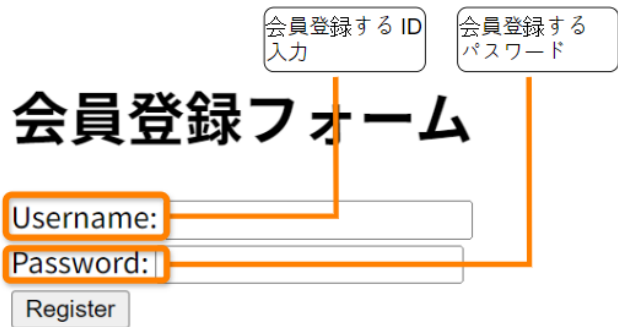 会員登録する ID
入力
会員登録する
パスワード
会員登録フォーム
Username:
Password:
Register